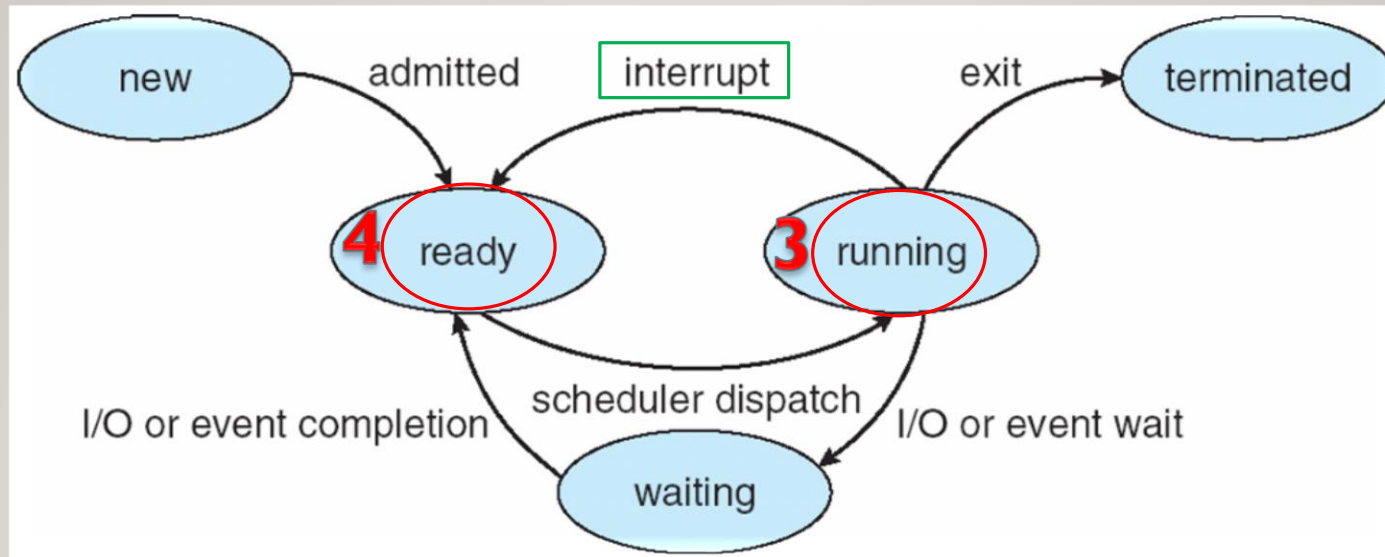 new
admitted
interrupt
exit
terminated
4 ready
3 running
scheduler dispatch
I/O or event completion
I/O or event wait
waiting